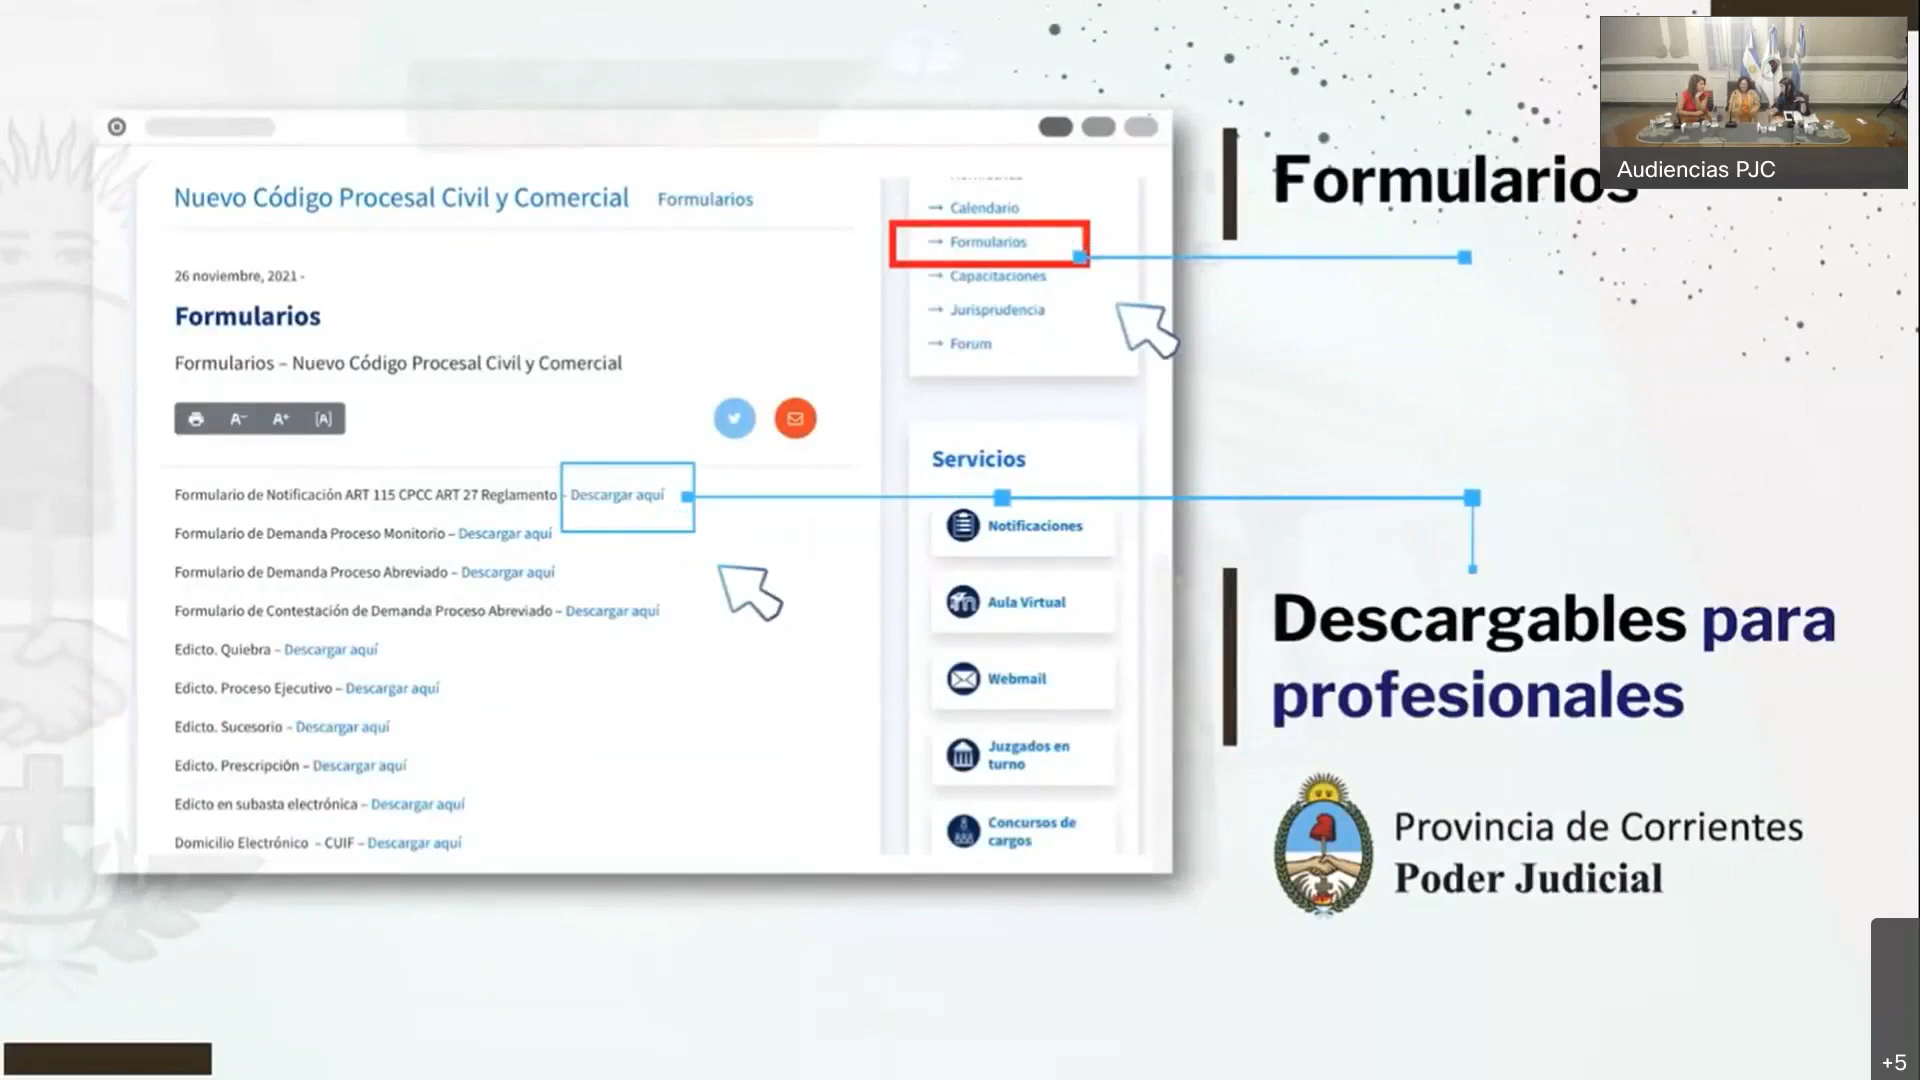 Nuevo Código Procesal Civil y Comercial Formularios
26 noviembre, 2021 -
Formularios
Formularios – Nuevo Código Procesal Civil y Comercial
A⁻ A⁺ [A]
Formulario de Notificación ART 115 CPCC ART 27 Reglamento - Descargar aquí
Formulario de Demanda Proceso Monitorio – Descargar aquí
Formulario de Demanda Proceso Abreviado – Descargar aquí
Formulario de Contestación de Demanda Proceso Abreviado – Descargar aquí
Edicto. Quiebra – Descargar aquí
Edicto. Proceso Ejecutivo – Descargar aquí
Edicto. Sucesorio – Descargar aquí
Edicto. Prescripción – Descargar aquí
Edicto en subasta electrónica – Descargar aquí
Domicilio Electrónico – CUIF – Descargar aquí
→ Calendario
→ Formularios
→ Capacitaciones
→ Jurisprudencia
→ Forum
Servicios
Notificaciones
Aula Virtual
Webmail
Juzgados en
turno
Concursos de
cargos
Audiencias PJC
Formularios
Descargables para
profesionales
Provincia de Corrientes
Poder Judicial
+5